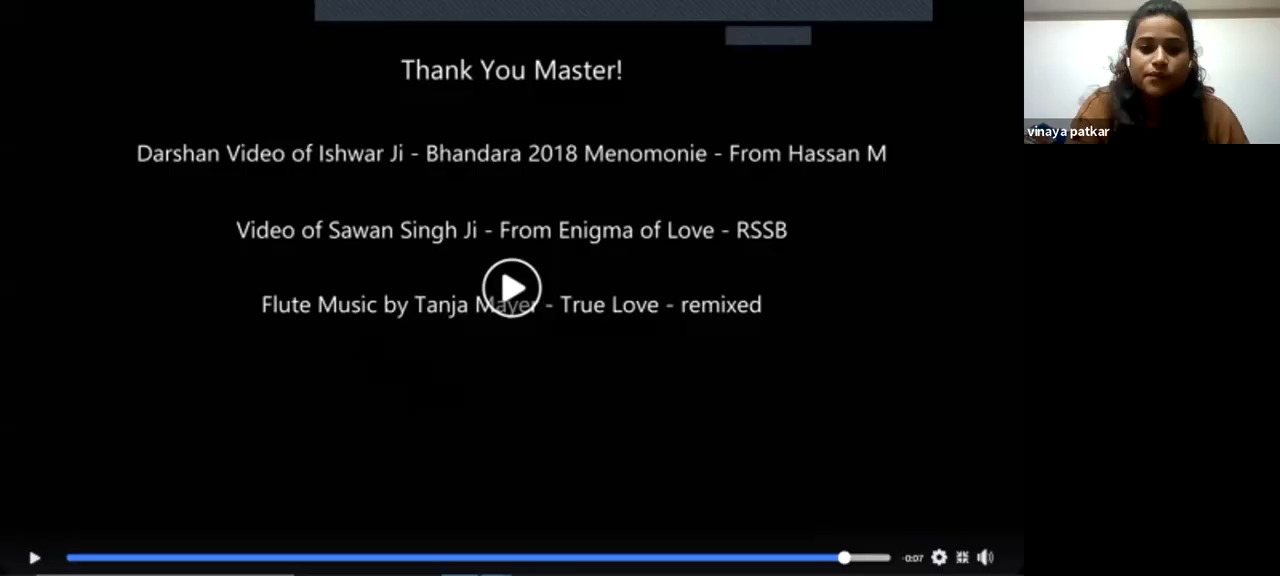 Thank You Master!
Darshan Video of Ishwar Ji - Bhandara 2018 Menomonie - From Hassan M
vinaya patkar
Video of Sawan Singh Ji - From Enigma of Love - RSSB
Flute Music by Tanja Mayer - True Love - remixed
-0:07